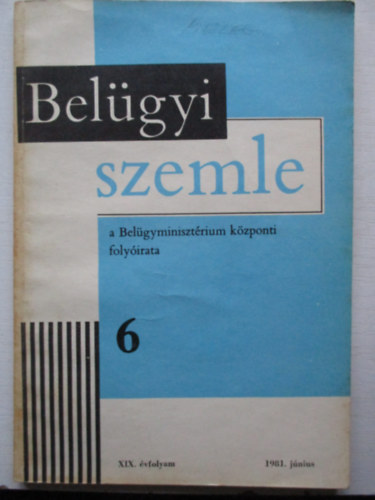 Belügyi
szemle
a Belügyminisztérium központi
folyóirata
6
XIX. évfolyam 1981. június